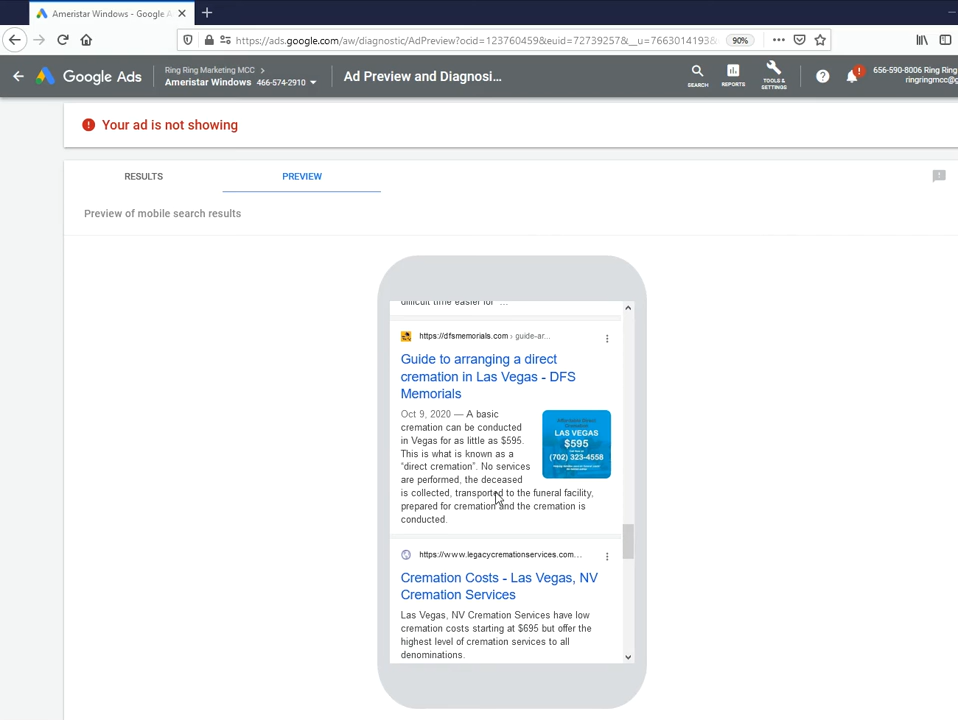 Ameristar Windows - Google A
https://ads.google.com/aw/diagnostic/AdPreview?ocid=123760459&euid=72739257&__u=7663014193&
90%
Google Ads
Ring Ring Marketing MCC
Ameristar Windows 466-574-2910
Ad Preview and Diagnosi...
SEARCH
REPORTS
TOOLS &
SETTINGS
656-590-8006 Ring Ring
ringringmcc@g
Your ad is not showing
RESULTS
PREVIEW
Preview of mobile search results
difficult time easier for ...
https://dfsmemorials.com › guide-ar...
Guide to arranging a direct
cremation in Las Vegas - DFS
Memorials
Oct 9, 2020 — A basic
cremation can be conducted
in Vegas for as little as $595.
This is what is known as a
“direct cremation”. No services
are performed, the deceased
is collected, transported to the funeral facility,
prepared for cremation and the cremation is
conducted.
LAS VEGAS
$595
(702) 323-4558
https://www.legacycremationservices.com...
Cremation Costs - Las Vegas, NV
Cremation Services
Las Vegas, NV Cremation Services have low
cremation costs starting at $695 but offer the
highest level of cremation services to all
denominations.